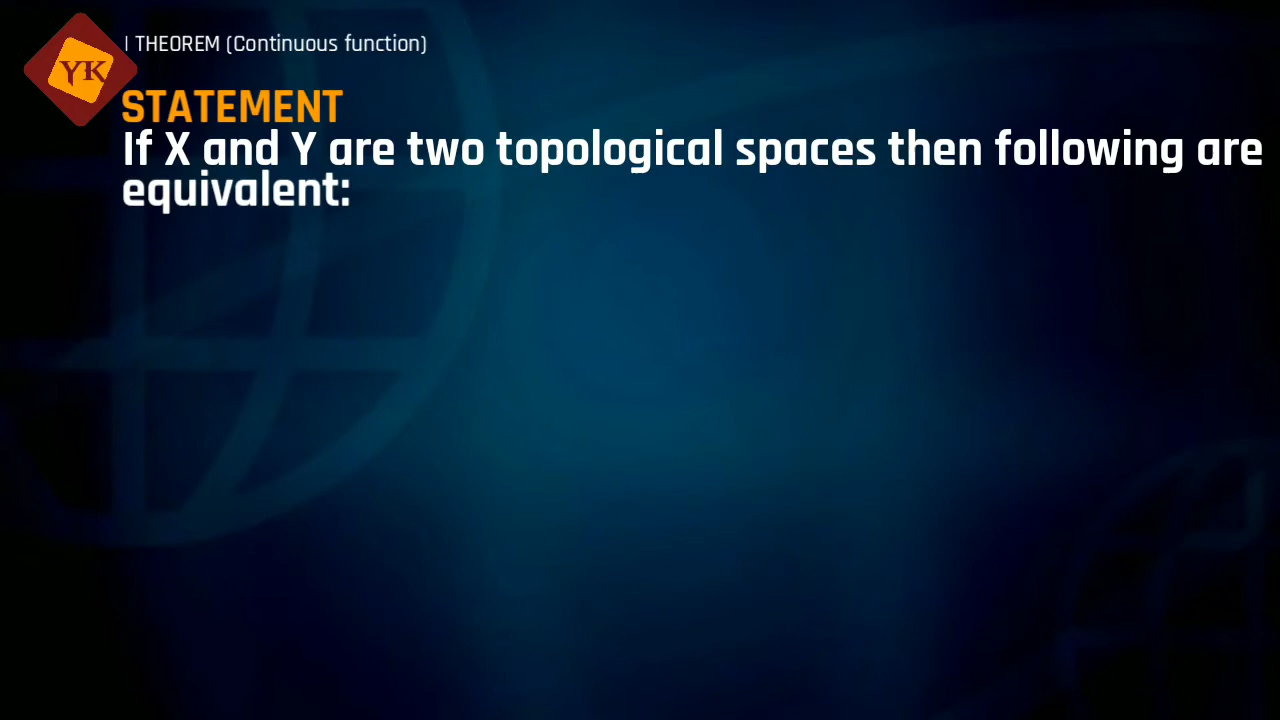 YK
| THEOREM (Continuous function)
STATEMENT
If X and Y are two topological spaces then following are
equivalent: